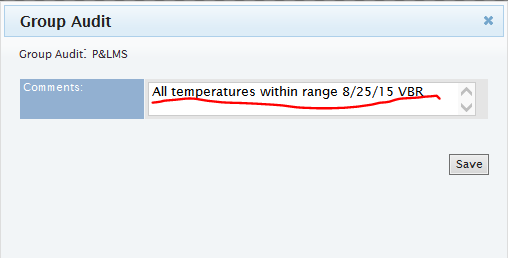 Group Audit
Group Audit: P&LMS
Comments:
All temperatures within range 8/25/15 VBR
Save